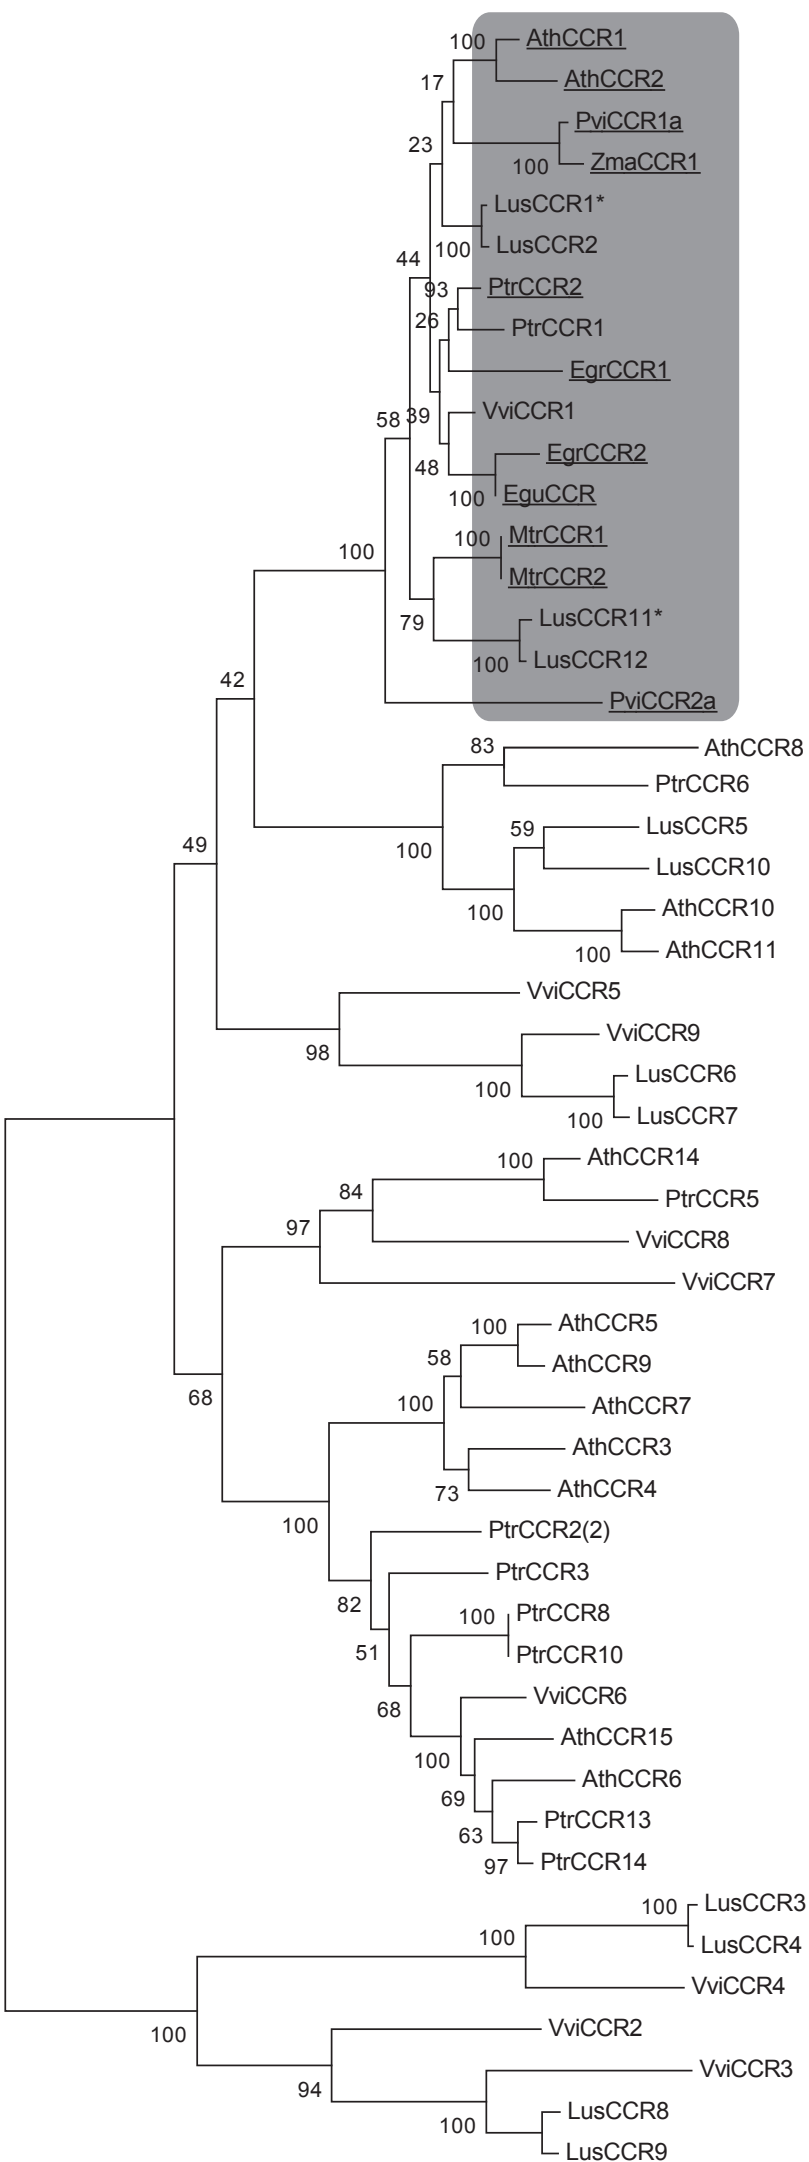 100
AthCCR1
AthCCR2
17
PviCCR1a
ZmaCCR1
100
23
LusCCR1*
LusCCR2
100
44
93
PtrCCR2
PtrCCR1
26
EgrCCR1
58
39
VviCCR1
EgrCCR2
48
EguCCR
100
100
MtrCCR1
MtrCCR2
100
79
LusCCR11*
LusCCR12
100
PviCCR2a
42
83
AthCCR8
PtrCCR6
59
LusCCR5
100
LusCCR10
49
AthCCR10
100
AthCCR11
100
VviCCR5
VviCCR9
98
LusCCR6
100
LusCCR7
100
100
AthCCR14
84
PtrCCR5
97
VviCCR8
VviCCR7
100
AthCCR5
58
AthCCR9
100
AthCCR7
68
AthCCR3
AthCCR4
73
100
PtrCCR2(2)
PtrCCR3
82
100
PtrCCR8
PtrCCR10
51
VviCCR6
68
AthCCR15
100
AthCCR6
69
PtrCCR13
63
PtrCCR14
97
100
LusCCR3
100
LusCCR4
VviCCR4
100
VviCCR2
VviCCR3
94
LusCCR8
100
LusCCR9